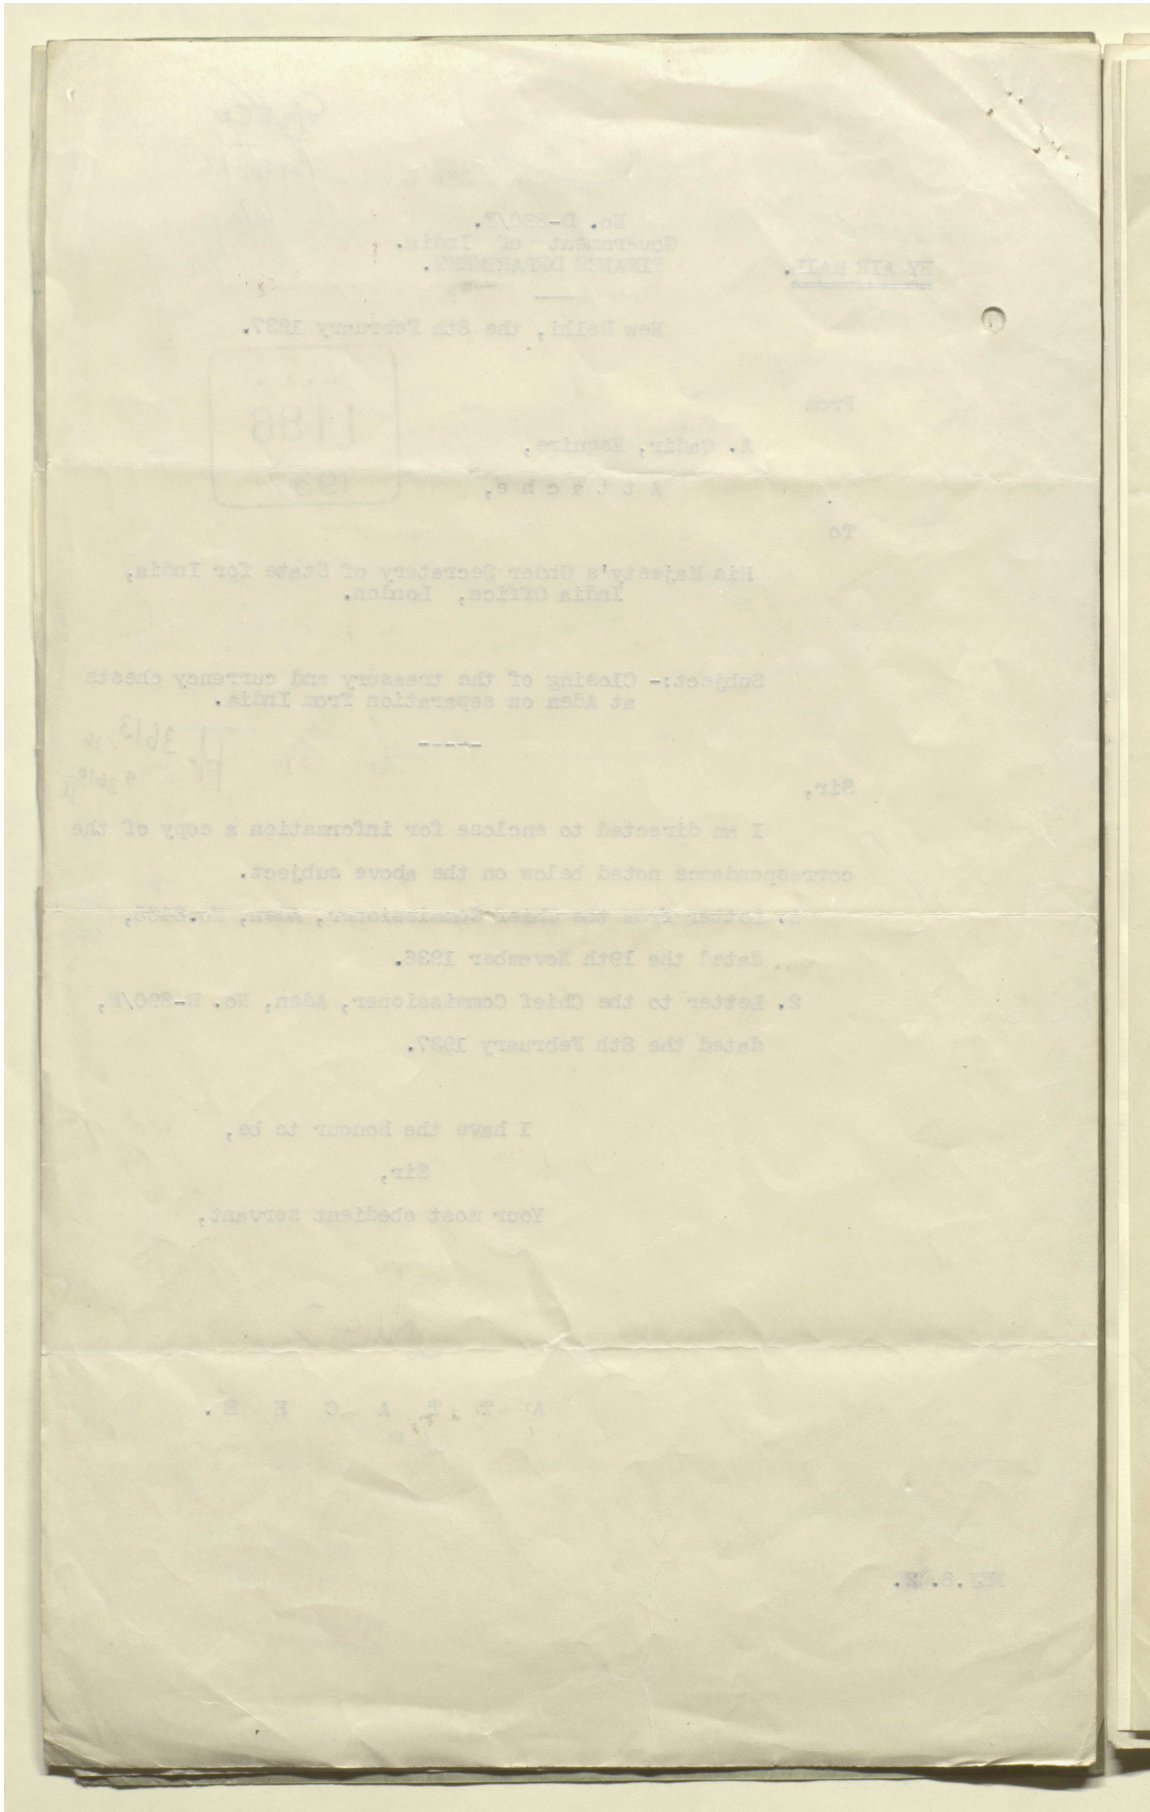 No. D-890/F.
Government of India.
FINANCE DEPARTMENT.
BY AIR MAIL.
New Delhi, the 8th February 1937.
1186
1937
From
A. Qadir, Esquire,
Attache,
To
His Majesty's Under Secretary of State for India,
India Office, London.
Subject:- Closing of the treasury and currency chests
at Aden on separation from India.
-----
Sir,
I am directed to enclose for information a copy of the
correspondence noted below on the above subject.
1. Letter from the Chief Commissioner, Aden,
dated the 19th November 1936.
2. Letter to the Chief Commissioner, Aden, No. D-890/F,
dated the 8th February 1937.
I have the honour to be,
Sir,
Your most obedient servant,
A T T A C H E.